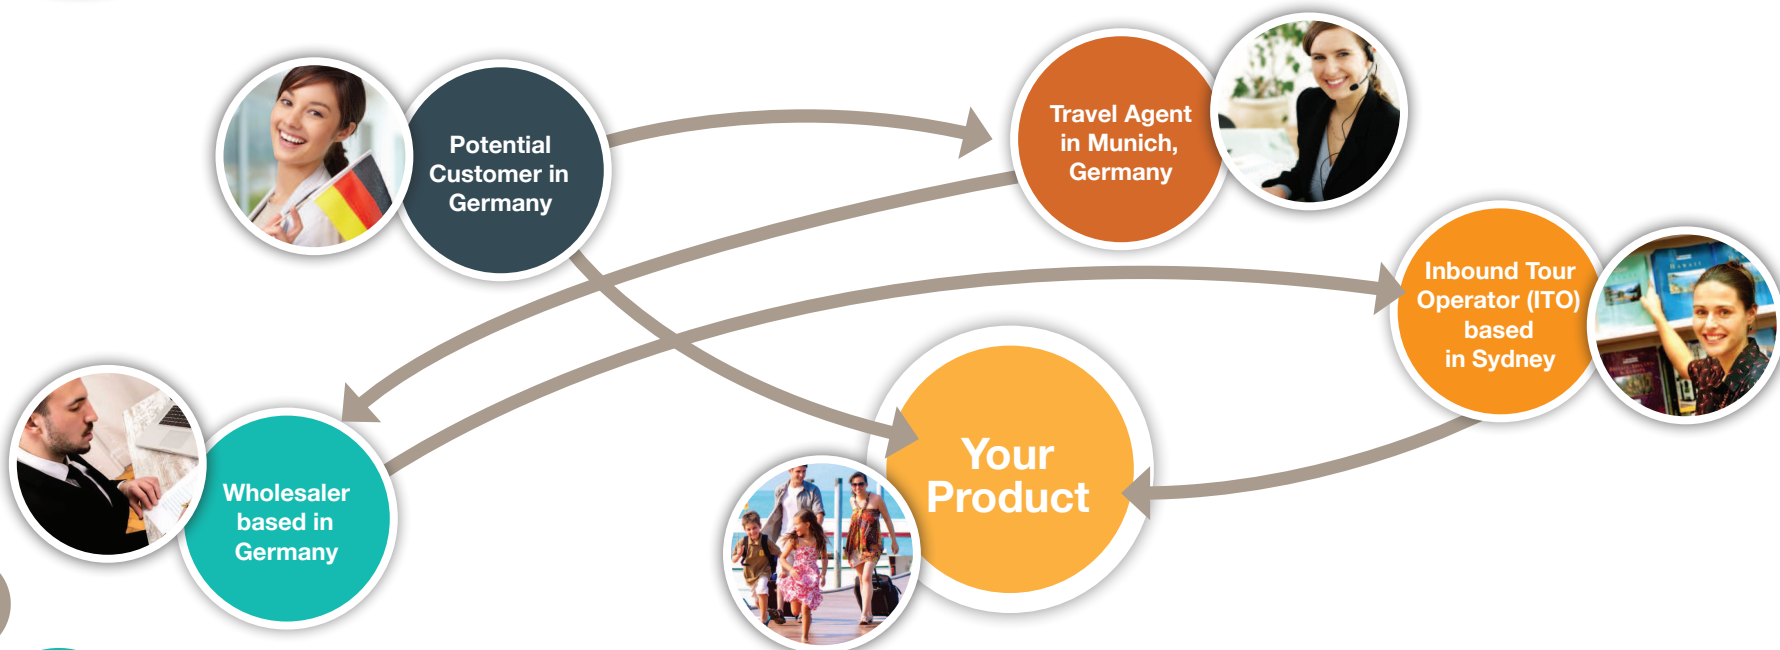 Potential
Customer in
Germany
Travel Agent
in Munich,
Germany
Inbound Tour
Operator (ITO)
based
in Sydney
Wholesaler
based in
Germany
Your
Product
HAWAII